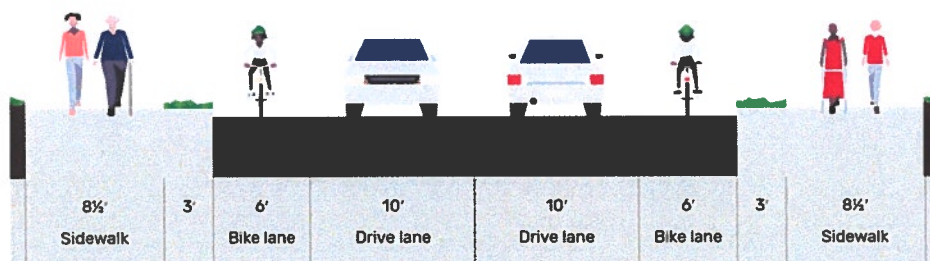 8½' 3' 6' 10' 10' 6' 3' 8½'
Sidewalk Bike lane Drive lane Drive lane Bike lane Sidewalk